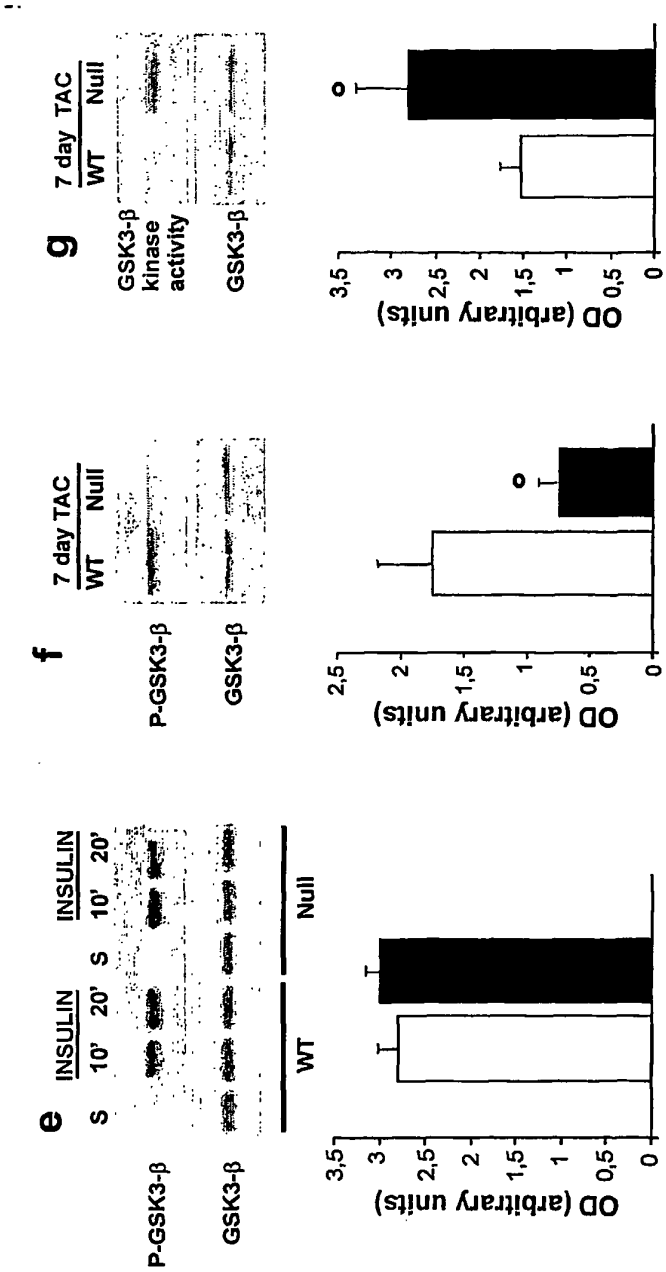 e
INSULIN INSULIN
S 10' 20' S 10' 20'
P-GSK3-β
GSK3-β
WT Null
OD (arbitrary units)
3,5
3
2,5
2
1,5
1
0,5
0
f
7 day TAC
WT Null
P-GSK3-β
GSK3-β
OD (arbitrary units)
2,5
2
1,5
1
0,5
0
o
g
7 day TAC
WT Null
GSK3-β
kinase
activity
GSK3-β
OD (arbitrary units)
3,5
3
2,5
2
1,5
1
0,5
0
o